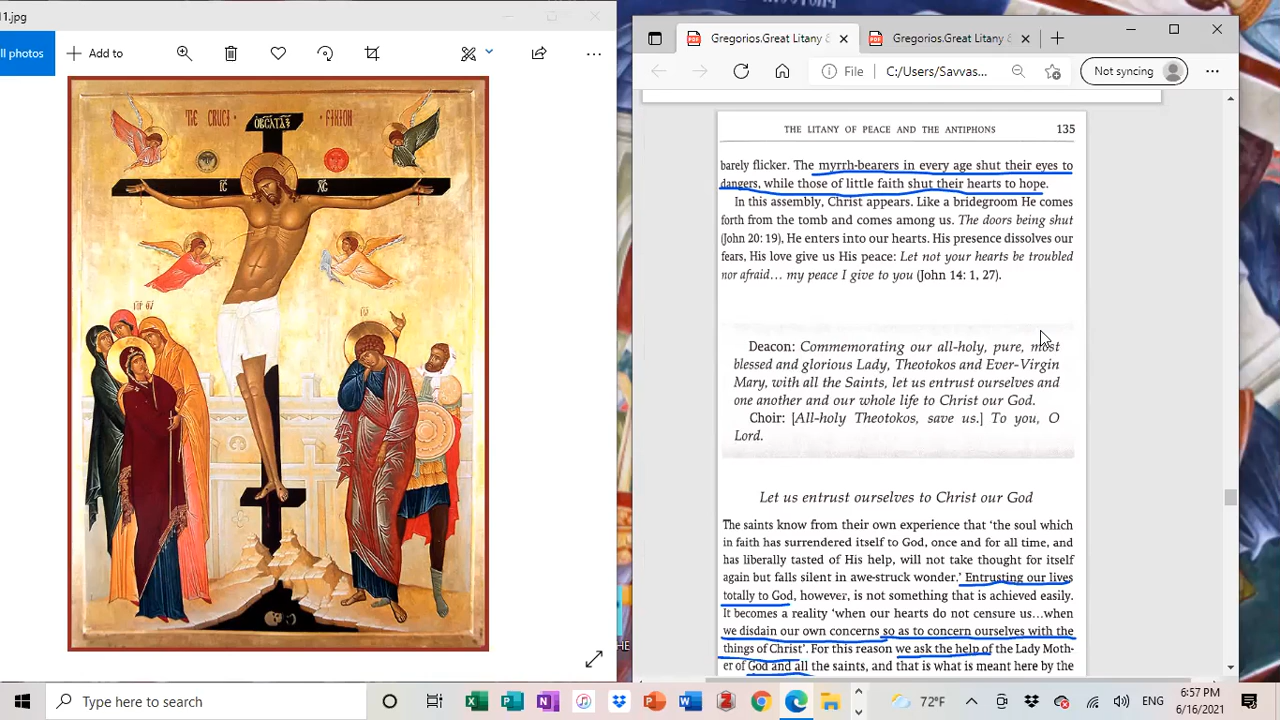 11.jpg
ll photos
Add to
THE CRUCI
FIXION
ΙϹ
ΧϹ
Gregorios.Great Litany &
Gregorios.Great Litany &
File
C:/Users/Savvas...
Not syncing
THE LITANY OF PEACE AND THE ANTIPHONS
135
barely flicker. The myrrh-bearers in every age shut their eyes to
dangers, while those of little faith shut their hearts to hope.
In this assembly, Christ appears. Like a bridegroom He comes
forth from the tomb and comes among us. The doors being shut
(John 20: 19), He enters into our hearts. His presence dissolves our
fears, His love give us His peace: Let not your hearts be troubled
nor afraid... my peace I give to you (John 14: 1, 27).
Deacon: Commemorating our all-holy, pure, most
blessed and glorious Lady, Theotokos and Ever-Virgin
Mary, with all the Saints, let us entrust ourselves and
one another and our whole life to Christ our God.
Choir: [All-holy Theotokos, save us.] To you, O
Lord.
Let us entrust ourselves to Christ our God
The saints know from their own experience that ‘the soul which
in faith has surrendered itself to God, once and for all time, and
has liberally tasted of His help, will not take thought for itself
again but falls silent in awe-struck wonder.’ Entrusting our lives
totally to God, however, is not something that is achieved easily.
It becomes a reality ‘when our hearts do not censure us...when
we disdain our own concerns so as to concern ourselves with the
things of Christ’. For this reason we ask the help of the Lady Moth-
er of God and all the saints, and that is what is meant here by the
HE
Type here to search
72°F
ENG
6:57 PM
6/16/2021